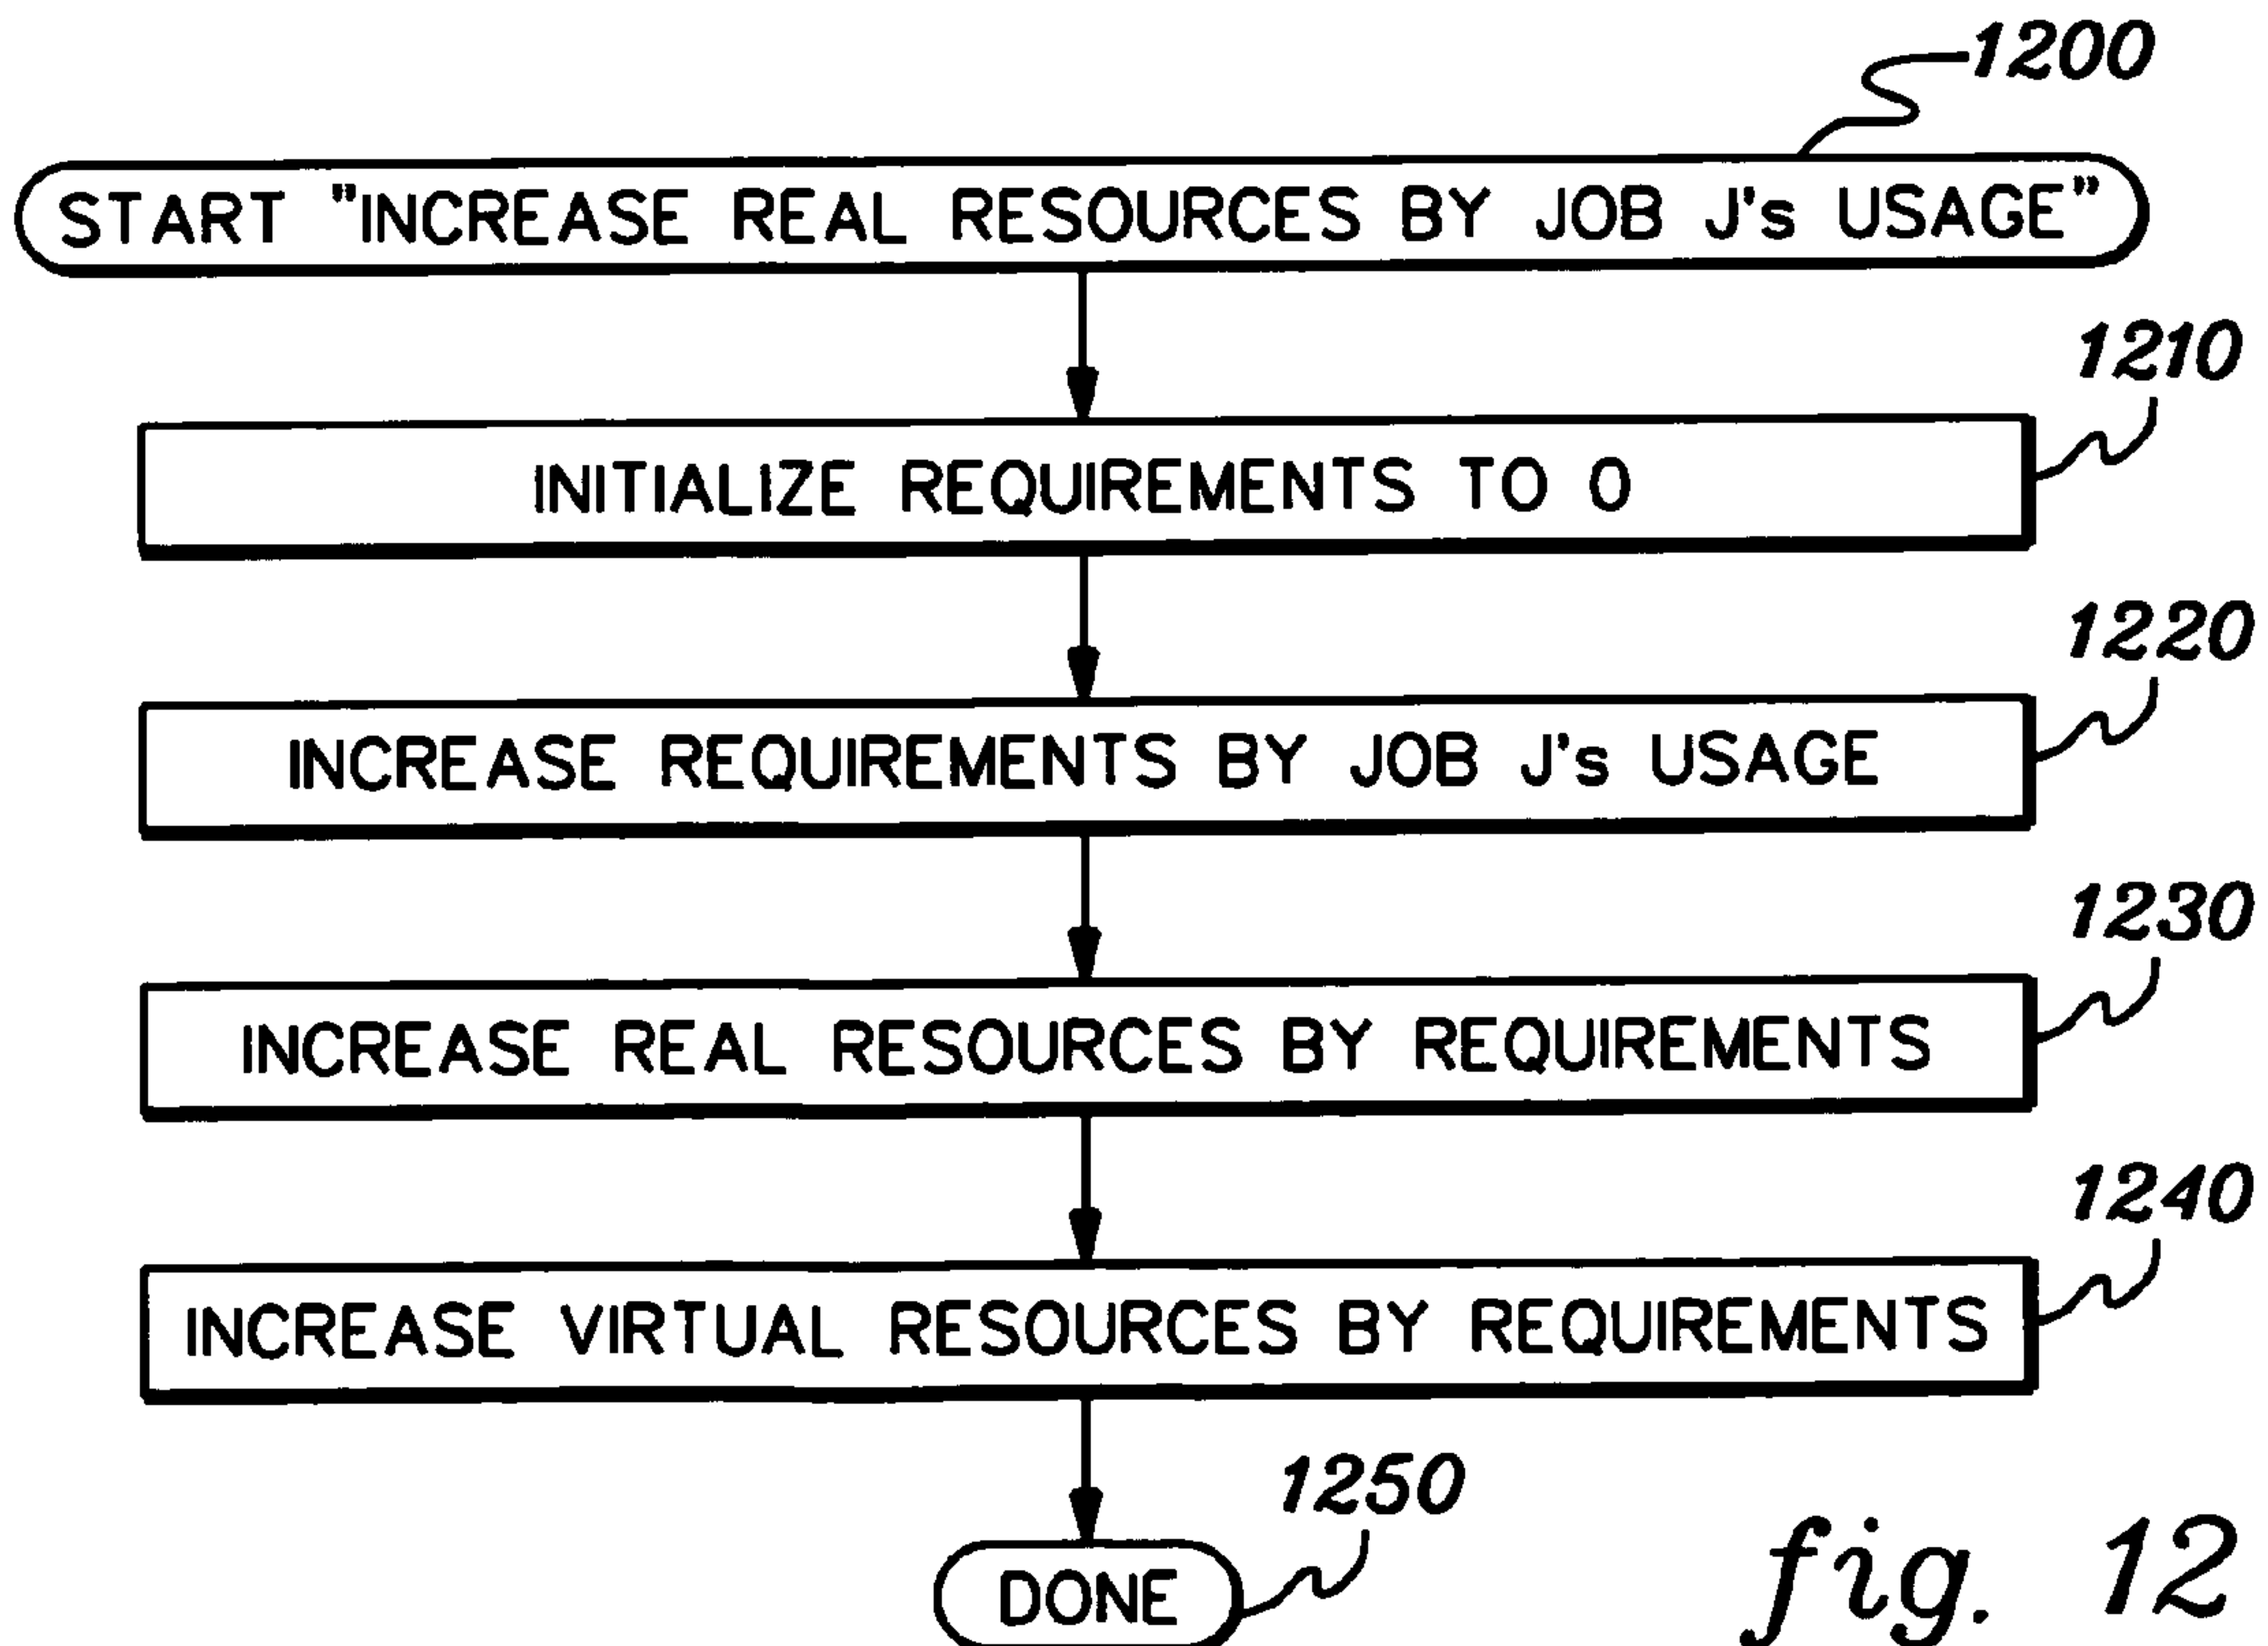 1200
START "INCREASE REAL RESOURCES BY JOB J's USAGE"
1210
INITIALIZE REQUIREMENTS TO 0
1220
INCREASE REQUIREMENTS BY JOB J's USAGE
1230
INCREASE REAL RESOURCES BY REQUIREMENTS
1240
INCREASE VIRTUAL RESOURCES BY REQUIREMENTS
1250
DONE
fig. 12